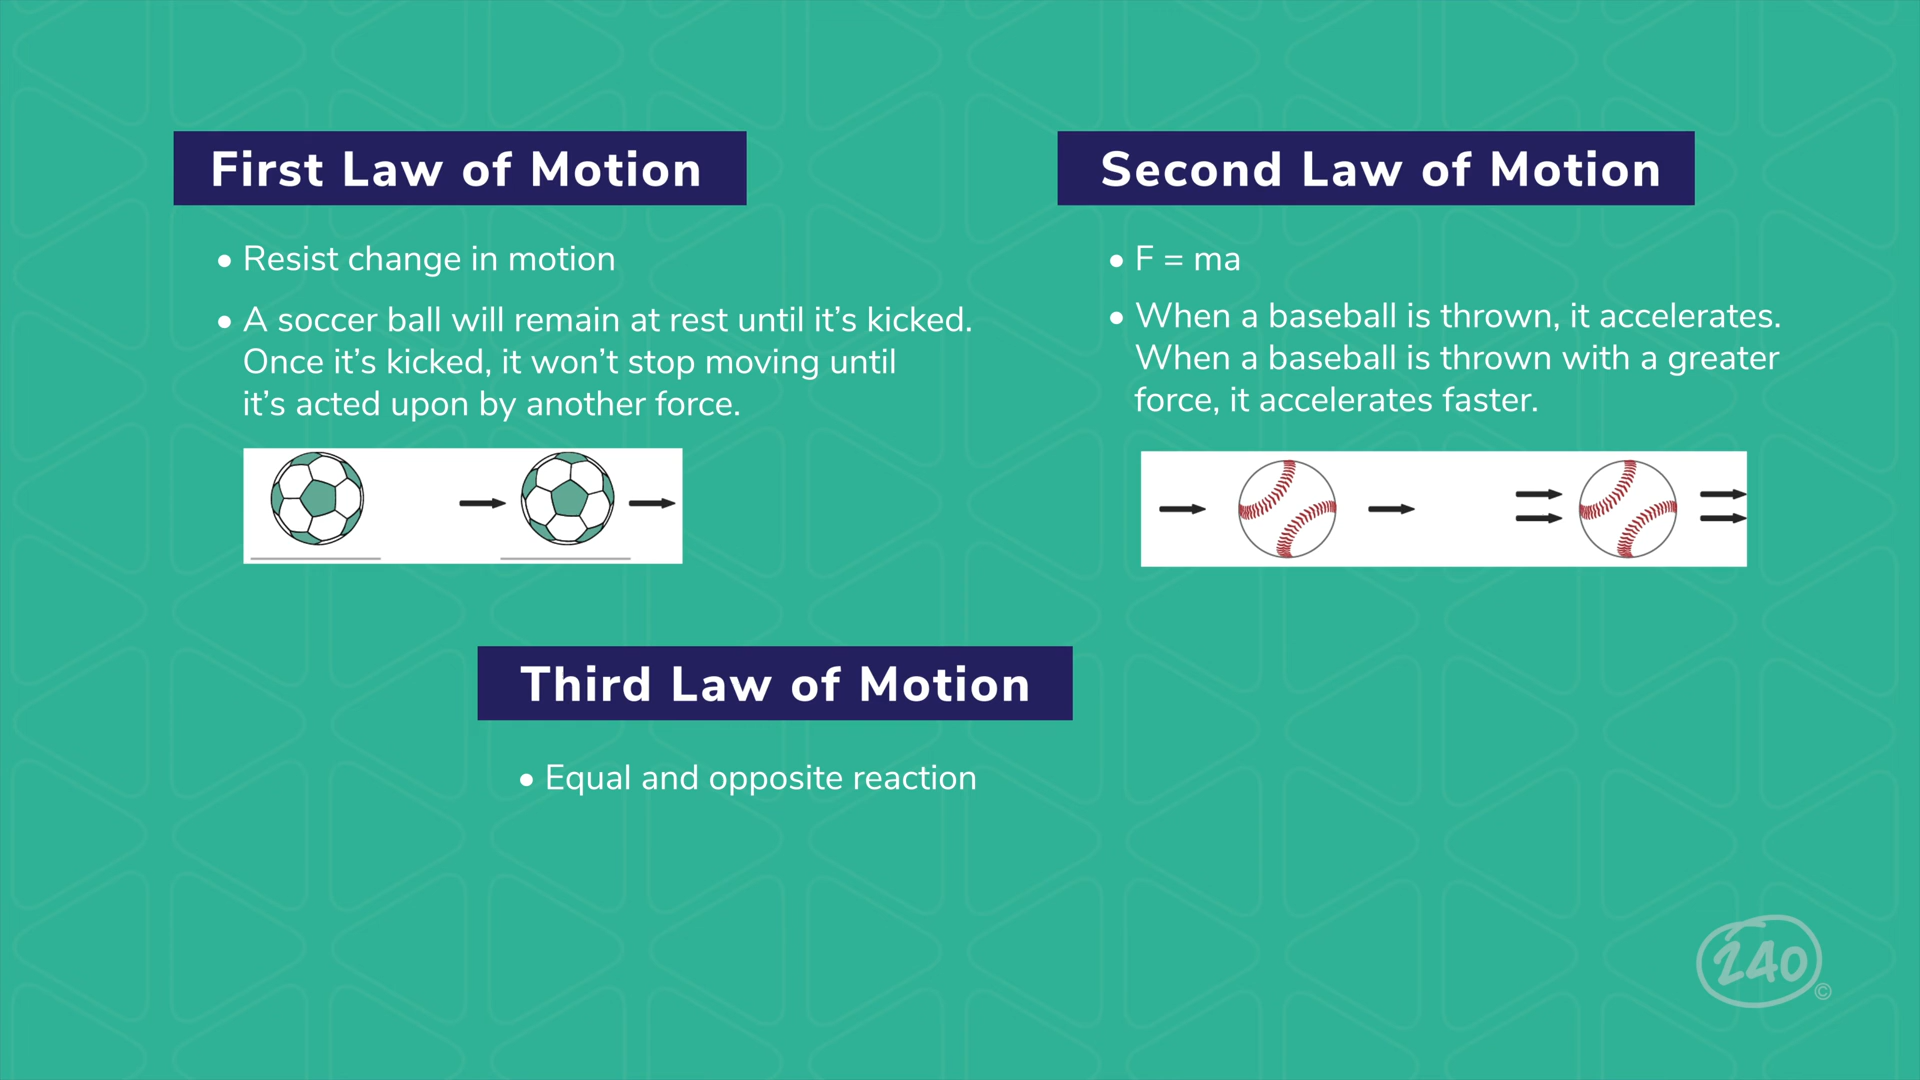 First Law of Motion
• Resist change in motion
• A soccer ball will remain at rest until it’s kicked.
Once it’s kicked, it won’t stop moving until
it’s acted upon by another force.
Second Law of Motion
• F = ma
• When a baseball is thrown, it accelerates.
When a baseball is thrown with a greater
force, it accelerates faster.
Third Law of Motion
• Equal and opposite reaction
240
©